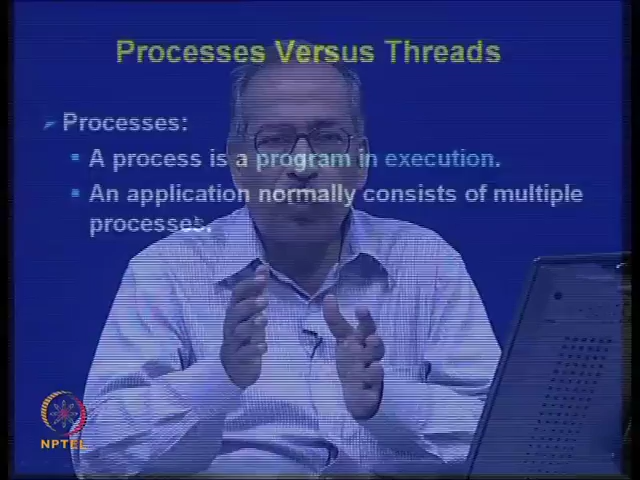 Processes Versus Threads
Processes:
A process is a program in execution.
An application normally consists of multiple
processes.
NPTEL